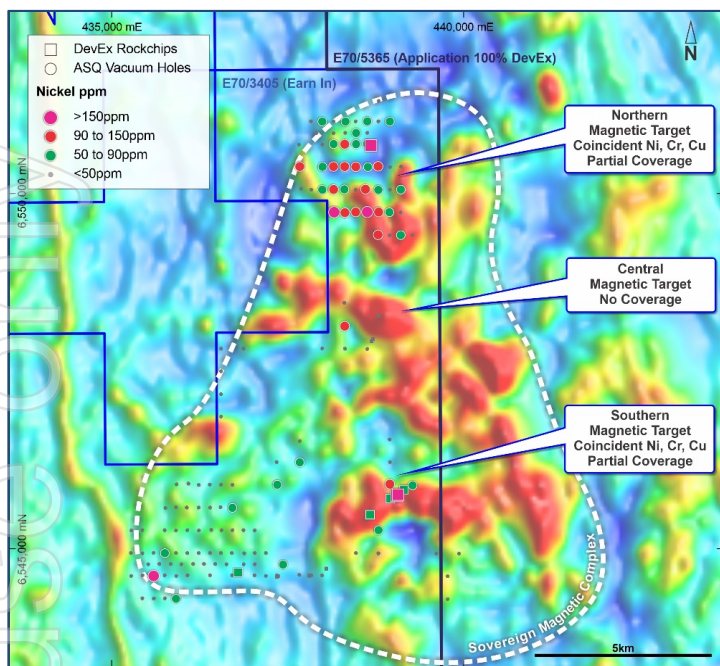 435,000 mE
440,000 mE
N
DevEx Rockchips
ASQ Vacuum Holes
Nickel ppm
>150ppm
90 to 150ppm
50 to 90ppm
<50ppm
E70/5365 (Application 100% DevEx)
E70/3405 (Earn In)
Northern
Magnetic Target
Coincident Ni, Cr, Cu
Partial Coverage
6,550,000 mN
Central
Magnetic Target
No Coverage
Southern
Magnetic Target
Coincident Ni, Cr, Cu
Partial Coverage
6,545,000 mN
Sovereign Magnetic Complex
5km
use only